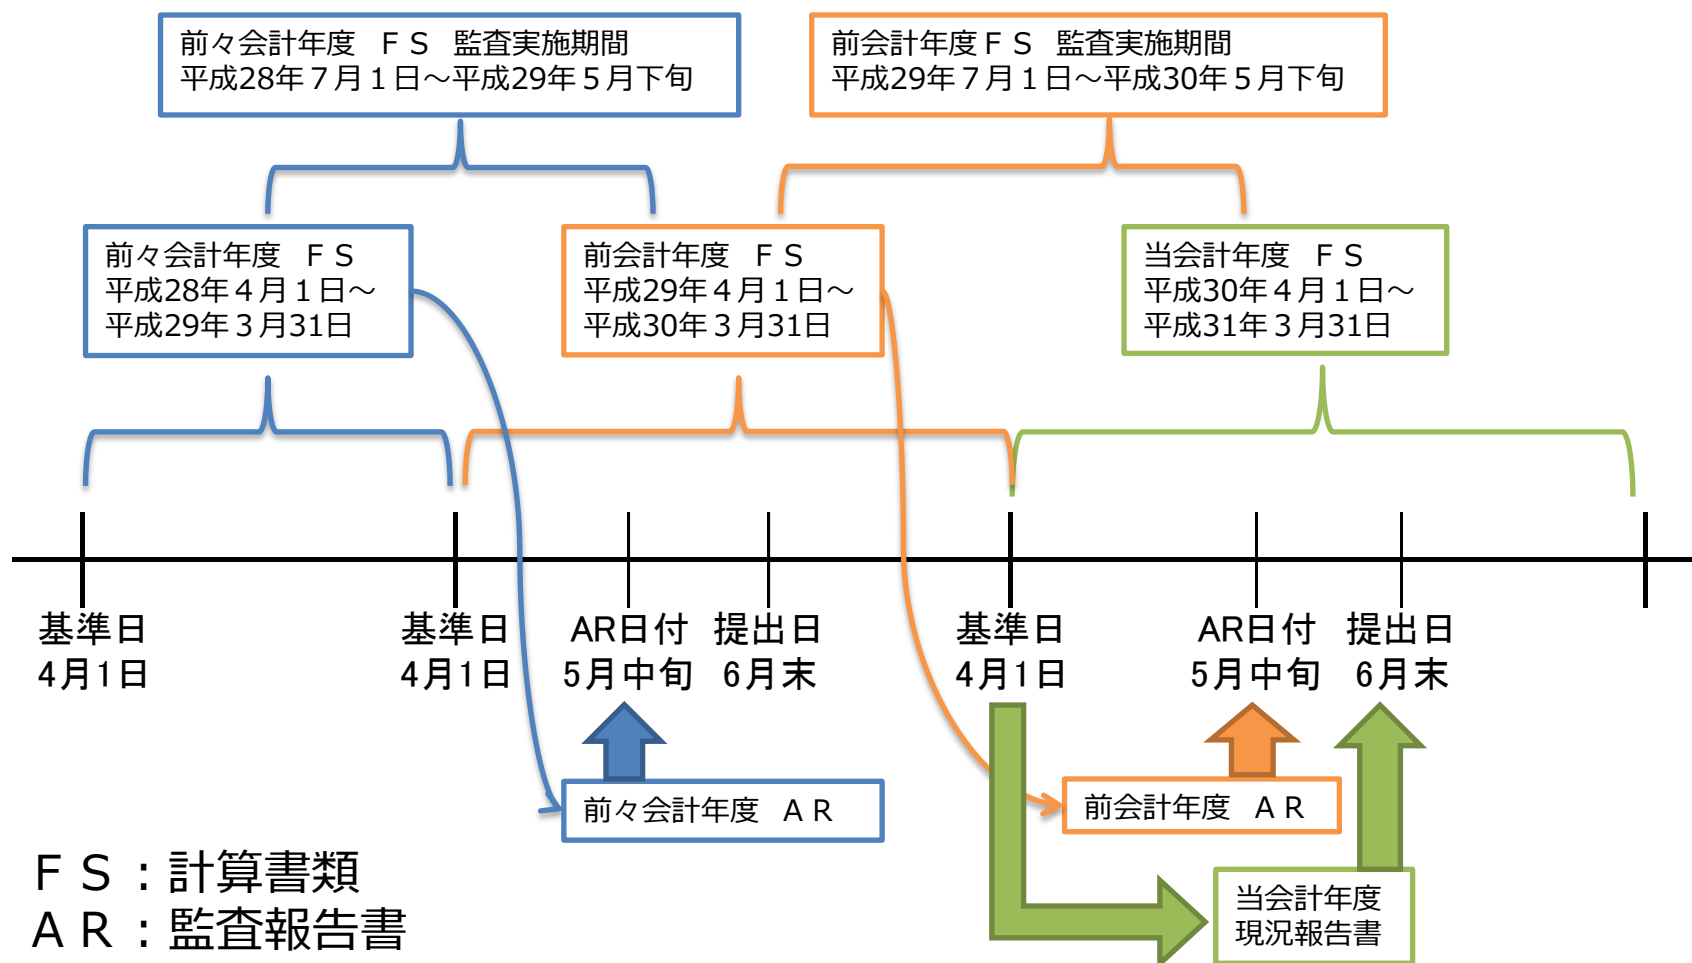 前々会計年度　ＦＳ　監査実施期間
平成28年７月１日～平成29年５月下旬
前会計年度ＦＳ　監査実施期間
平成29年７月１日～平成30年５月下旬
前々会計年度　ＦＳ
平成28年４月１日～
平成29年３月31日
前会計年度　ＦＳ
平成29年４月１日～
平成30年３月31日
当会計年度　ＦＳ
平成30年４月１日～
平成31年３月31日
基準日
4月1日
基準日
4月1日
AR日付
5月中旬
提出日
6月末
基準日
4月1日
AR日付
5月中旬
提出日
6月末
前々会計年度　ＡＲ
前会計年度　ＡＲ
当会計年度
現況報告書
ＦＳ：計算書類
ＡＲ：監査報告書